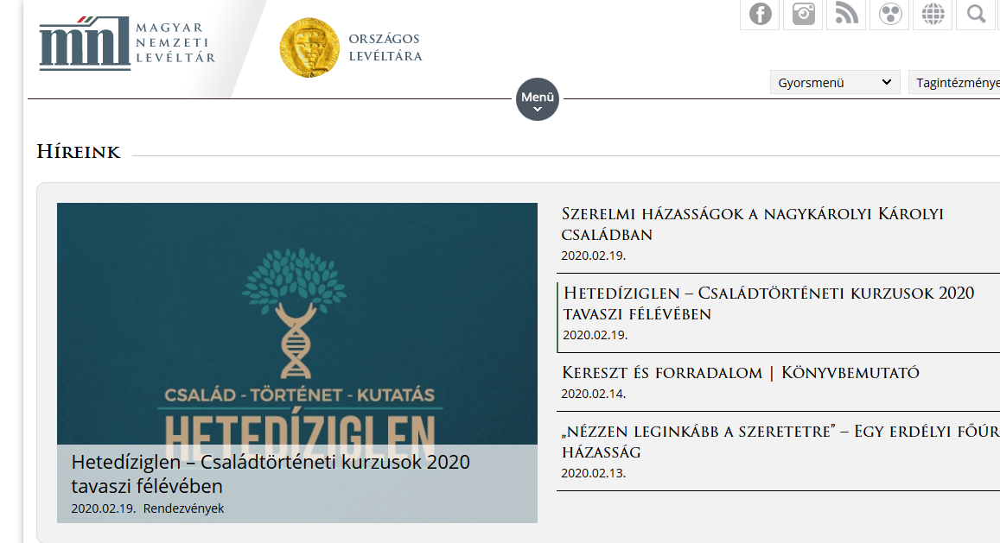 mnl
MAGYAR
NEMZETI
LEVÉLTÁR
ORSZÁGOS
LEVÉLTÁRA
Gyorsmenü
Tagintézménye
Menü
Híreink
CSALÁD - TÖRTÉNET - KUTATÁS
HETEDÍZIGLEN
Hetedíziglen – Családtörténeti kurzusok 2020
tavaszi félévében
2020.02.19. Rendezvények
Szerelmi házasságok a nagykárolyi Károlyi
családban
2020.02.19.
Hetedíziglen – Családtörténeti kurzusok 2020
tavaszi félévében
2020.02.19.
Kereszt és forradalom | Könyvbemutató
2020.02.14.
„nézzen leginkább a szeretetre” – Egy erdélyi főúr
házasság
2020.02.13.